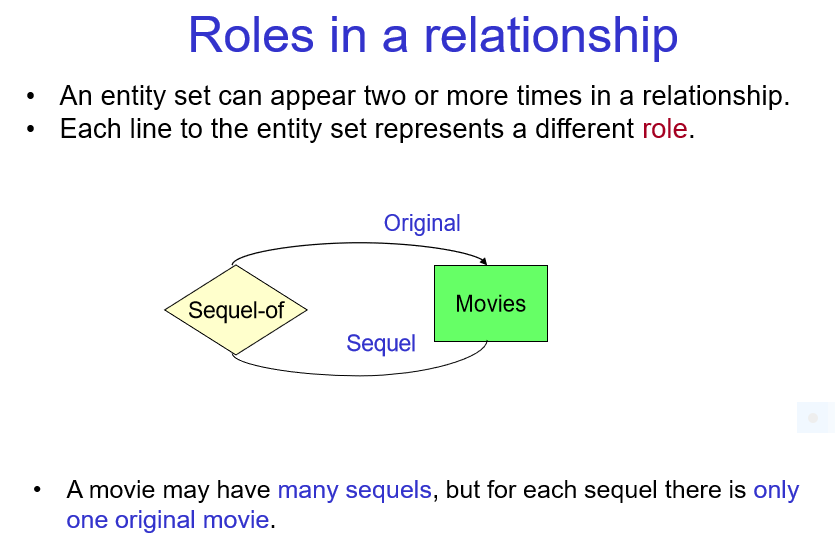 Roles in a relationship
• An entity set can appear two or more times in a relationship.
• Each line to the entity set represents a different role.
Original
Sequel-of
Movies
Sequel
• A movie may have many sequels, but for each sequel there is only
one original movie.